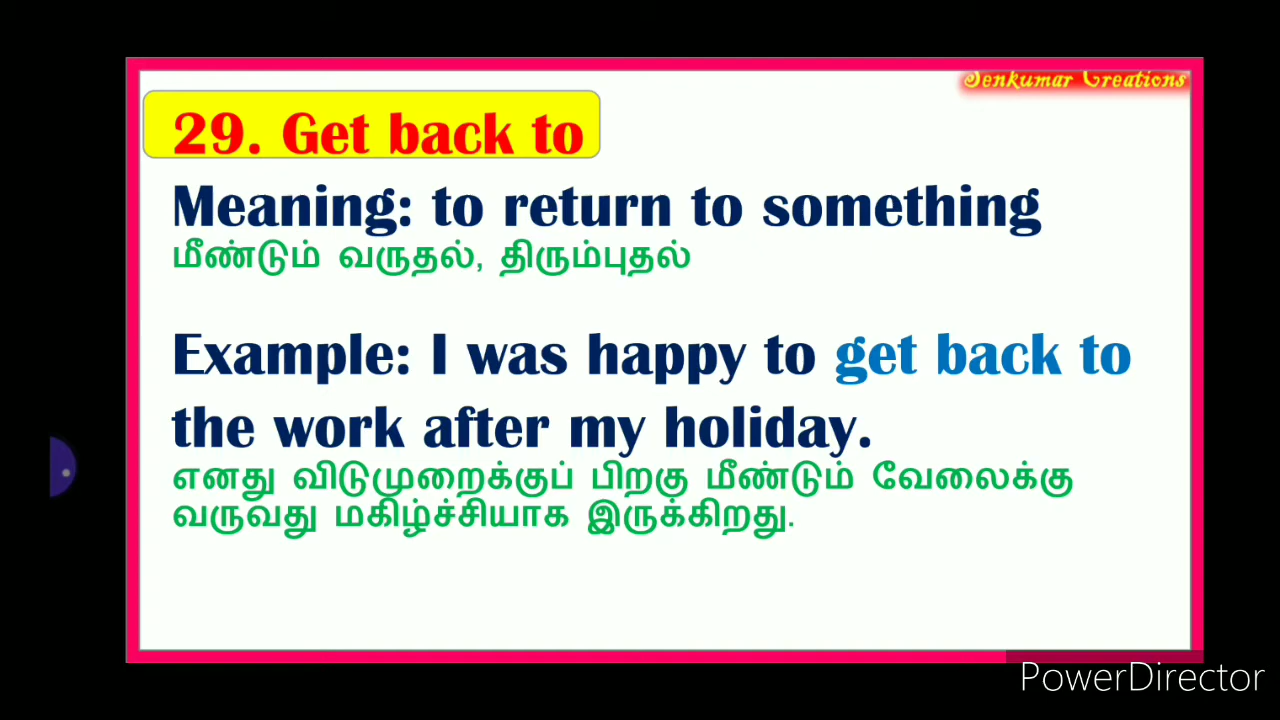 Senkumar Creations
29. Get back to
Meaning: to return to something
மீண்டும் வருதல், திரும்புதல்
Example: I was happy to get back to
the work after my holiday.
எனது விடுமுறைக்குப் பிறகு மீண்டும் வேலைக்கு
வருவது மகிழ்ச்சியாக இருக்கிறது.
PowerDirector